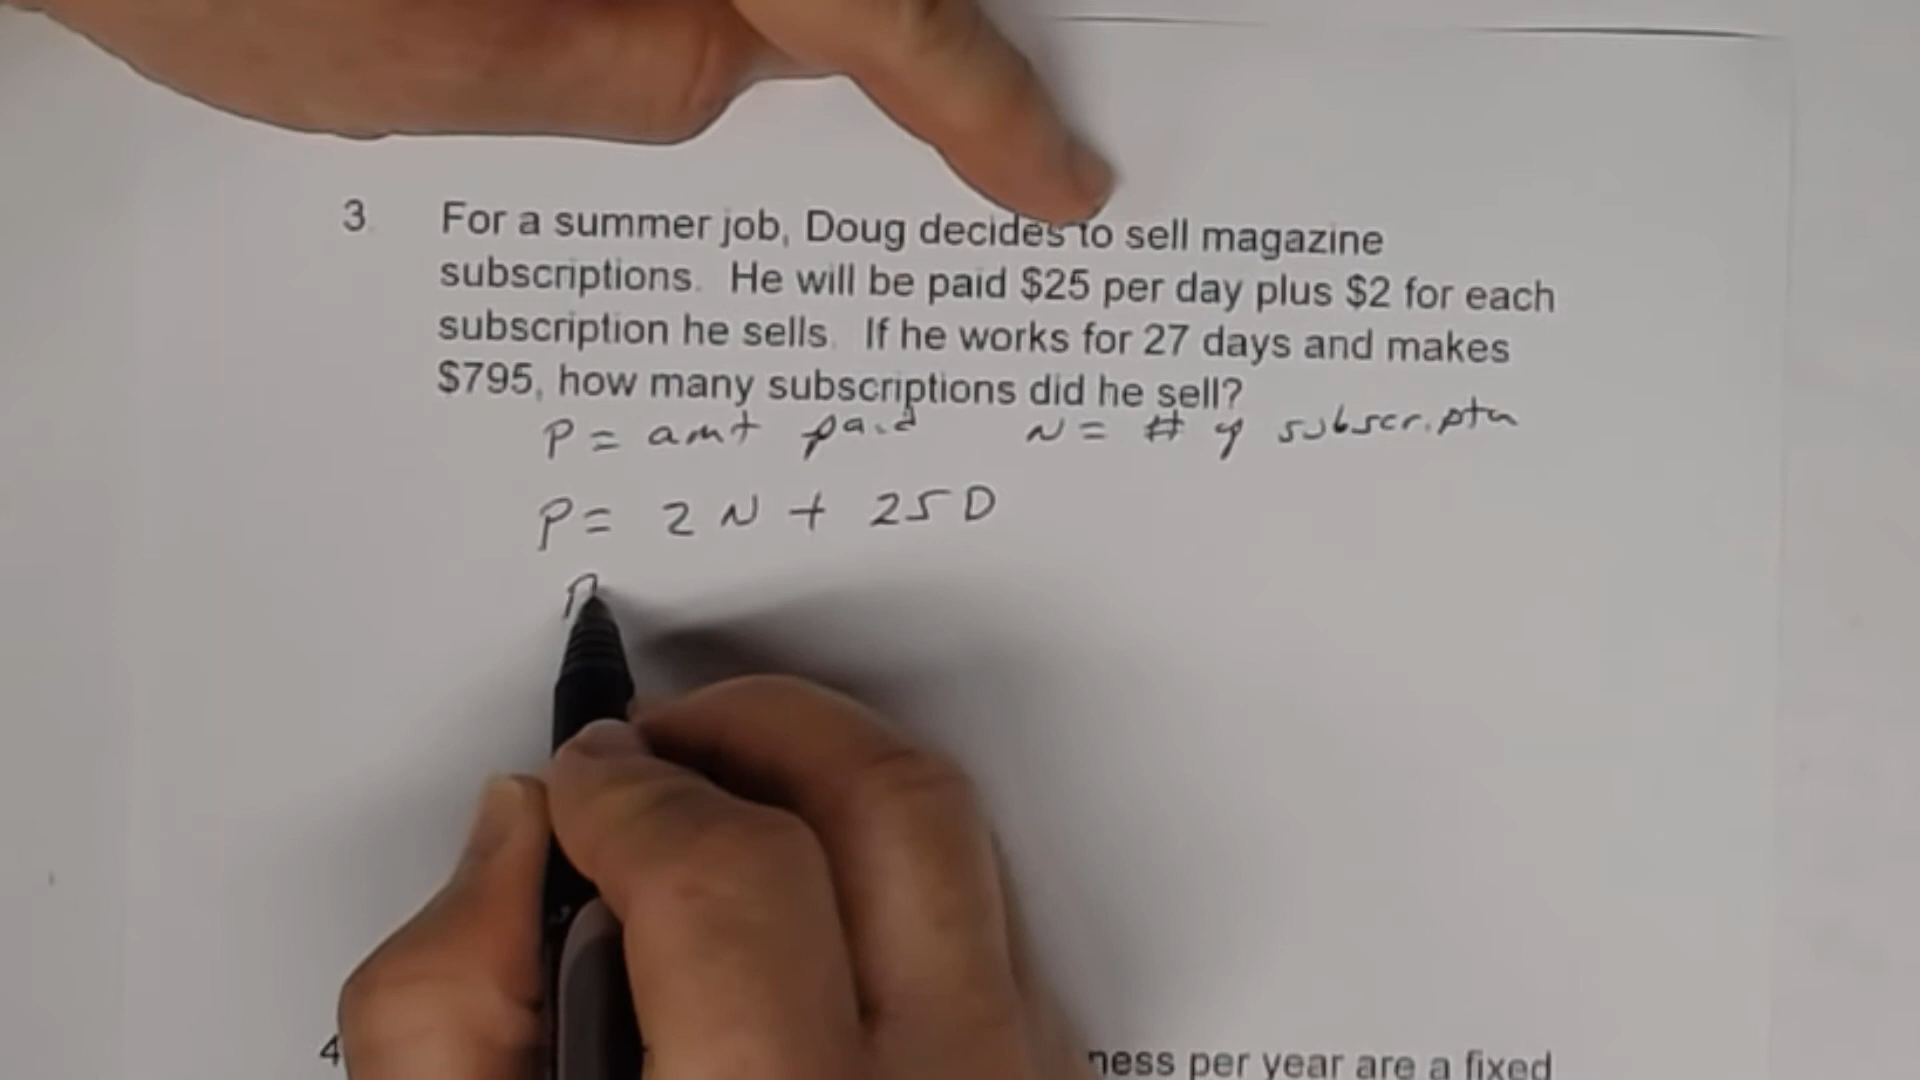 3. For a summer job, Doug decides to sell magazine
subscriptions. He will be paid $25 per day plus $2 for each
subscription he sells. If he works for 27 days and makes
$795, how many subscriptions did he sell?
P = amt paid N = # of subscription
P = 2N + 25D
4
ness per year are a fixed